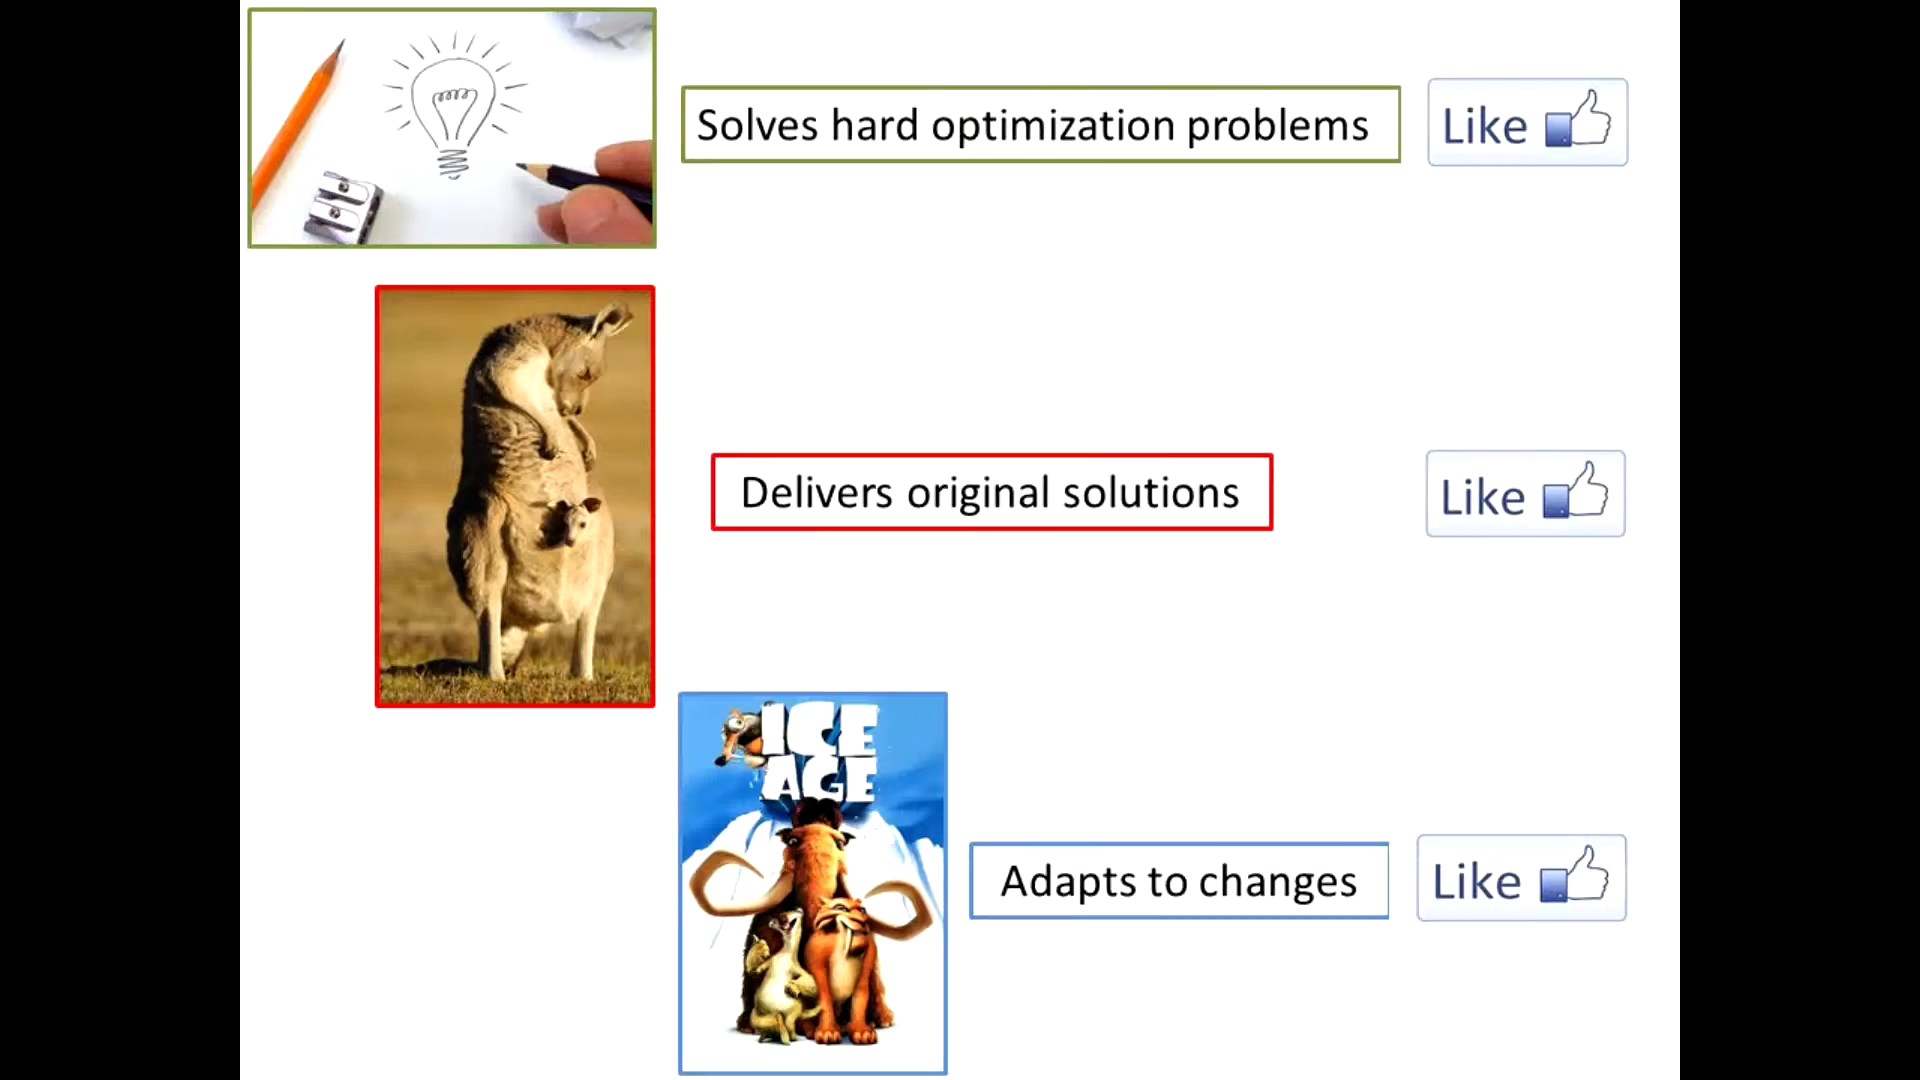 Solves hard optimization problems
Like
Delivers original solutions
Like
ICE
AGE
Adapts to changes
Like